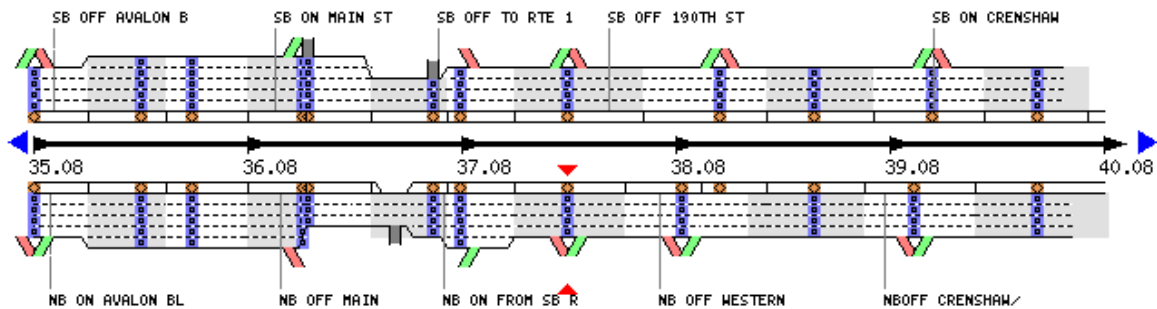 SB OFF AVALON B
SB ON MAIN ST
SB OFF TO RTE 1
SB OFF 190TH ST
SB ON CRENSHAW
35.08
36.08
37.08
38.08
39.08
40.08
NB ON AVALON BL
NB OFF MAIN
NB ON FROM SB R
NB OFF WESTERN
NBOFF CRENSHAW/